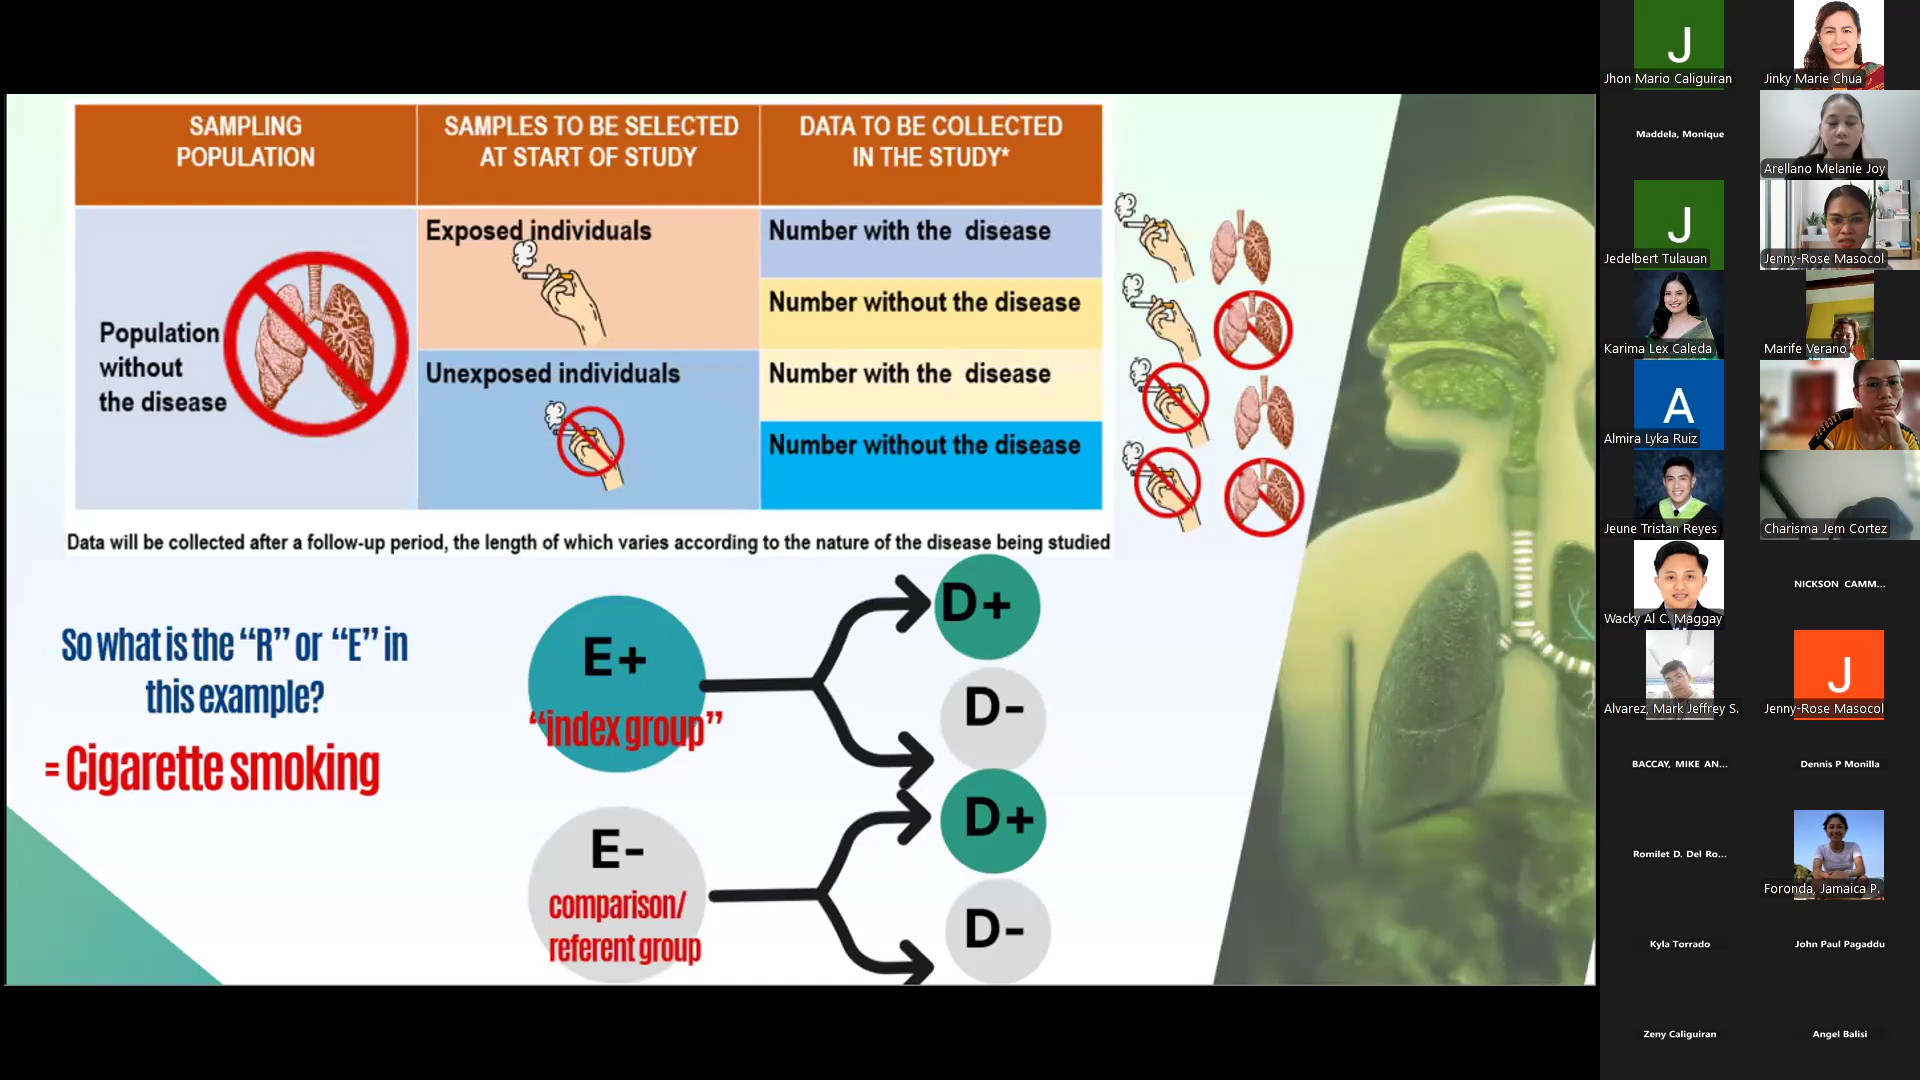 SAMPLING
POPULATION
SAMPLES TO BE SELECTED
AT START OF STUDY
DATA TO BE COLLECTED
IN THE STUDY*
Population
without
the disease
Exposed individuals
Unexposed individuals
Number with the disease
Number without the disease
Number with the disease
Number without the disease
Data will be collected after a follow-up period, the length of which varies according to the nature of the disease being studied
So what is the “R” or “E” in
this example?
= Cigarette smoking
E+
“index group”
D+
D-
E-
comparison/
referent group
D+
D-
J
Jhon Mario Caliguiran
Jinky Marie Chua
Maddela, Monique
Arellano Melanie Joy
J
Jedelbert Tulauan
Jenny-Rose Masocol
Karima Lex Caleda
Marife Verano
A
Almira Lyka Ruiz
Jeune Tristan Reyes
Charisma Jem Cortez
Wacky Al C. Maggay
NICKSON CAMM...
Alvarez, Mark Jeffrey S.
J
Jenny-Rose Masocol
BACCAY, MIKE AN...
Dennis P Monilla
Romilet D. Del Ro...
Foronda, Jamaica P.
Kyla Torrado
John Paul Pagaddu
Zeny Caliguiran
Angel Balisi